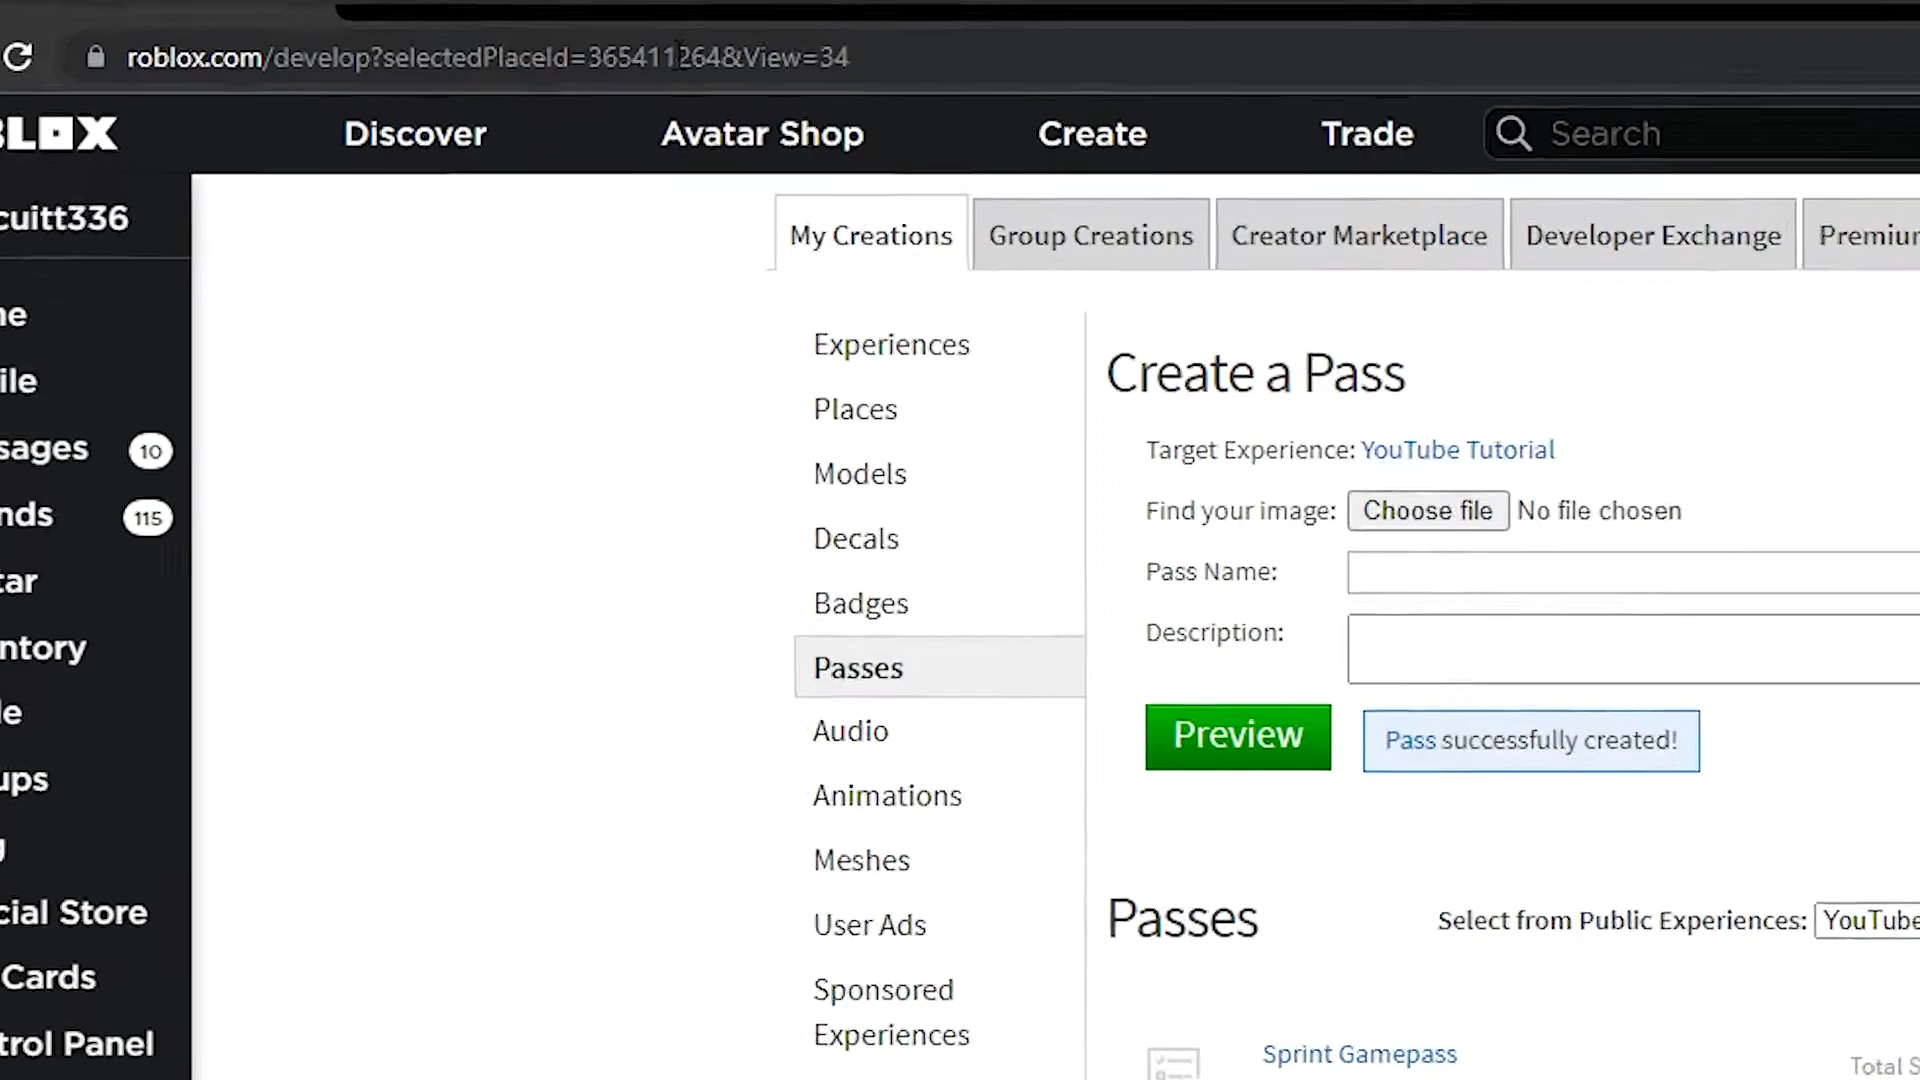 roblox.com/develop?selectedPlaceId=365411264&View=34
BLOX
Discover
Avatar Shop
Create
Trade
Search
cuitt336
My Creations
Group Creations
Creator Marketplace
Developer Exchange
Premium
ne
ile
sages 10
nds 115
tar
ntory
le
ups
g
cial Store
Cards
trol Panel
Experiences
Places
Models
Decals
Badges
Passes
Audio
Animations
Meshes
User Ads
Sponsored
Experiences
Create a Pass
Target Experience: YouTube Tutorial
Find your image: Choose file No file chosen
Pass Name:
Description:
Preview
Pass successfully created!
Passes
Select from Public Experiences: YouTube
Sprint Gamepass
Total S